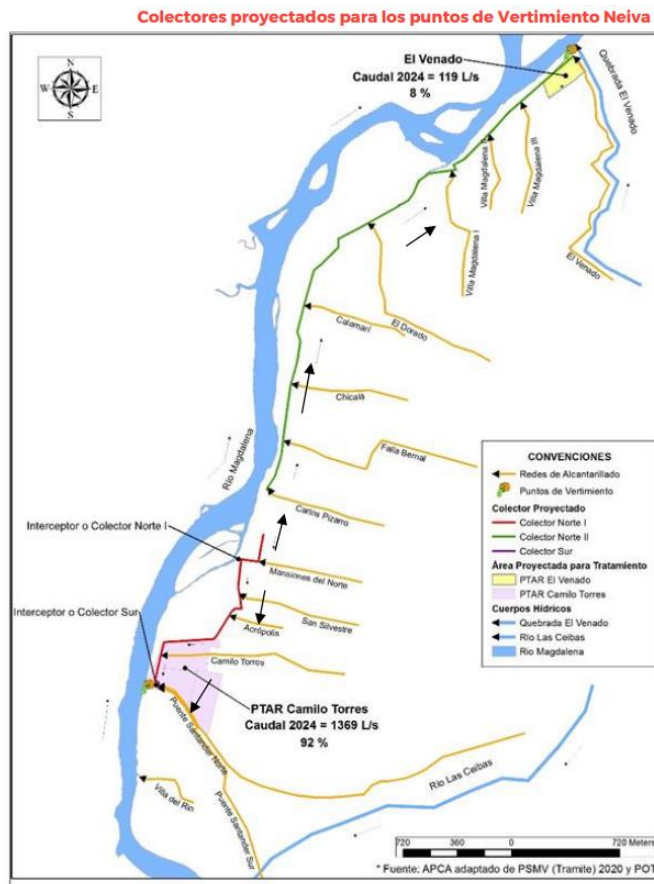 Colectores proyectados para los puntos de Vertimiento Neiva
N
W
E
S
El Venado
Caudal 2024 = 119 L/s
8 %
Quebrada El Venado
Villa Magdalena II
Villa Magdalena III
Villa Magdalena I
El Venado
El Dorado
Calamarí
Chicalá
Falla Bernal
Río Magdalena
Carlos Pizarro
Interceptor o Colector Norte I
Mansiones del Norte
San Silvestre
Acrópolis
Interceptor o Colector Sur
Camilo Torres
PTAR Camilo Torres
Caudal 2024 = 1369 L/s
92 %
Puente Santander Norte
Río Las Ceibas
Villa del Rin
Puente Santander Sur
CONVENCIONES
Redes de Alcantarillado
Puntos de Vertimiento
Colector Proyectado
Colector Norte I
Colector Norte II
Colector Sur
Área Proyectada para Tratamiento
PTAR El Venado
PTAR Camilo Torres
Cuerpos Hídricos
Quebrada El Venado
Río Las Ceibas
Rio Magdalena
720 360 0 720 Meters
* Fuente: APCA adaptado de PSMV (Tramite) 2020 y POT